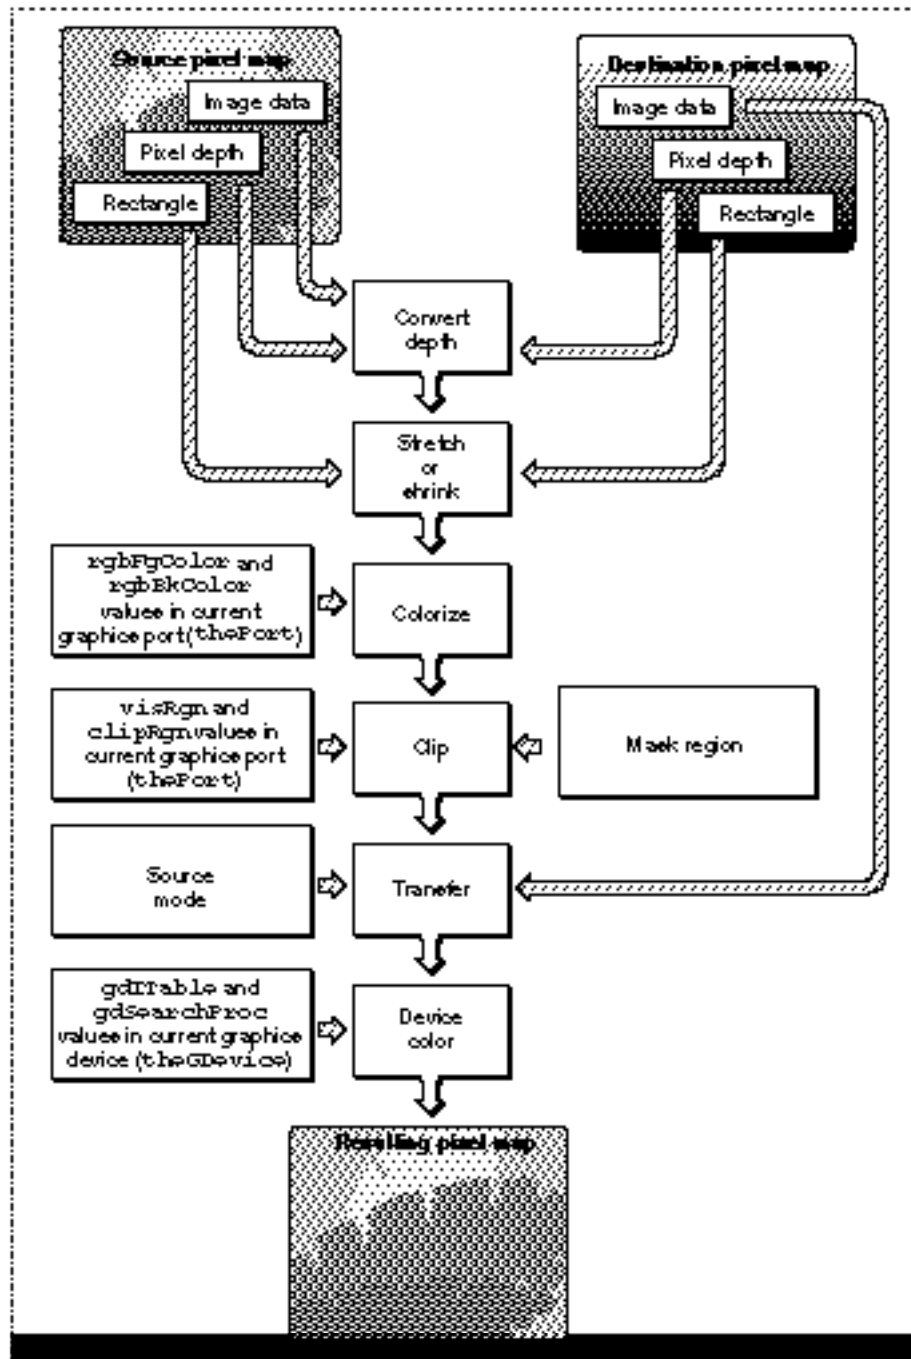 Source pixel map
Image data
Pixel depth
Rectangle
Destination pixel map
Image data
Pixel depth
Rectangle
Convert
depth
Stretch
or
shrink
rgbFgColor and
rgbBkColor
values in current
graphics port (thePort)
Colorize
visRgn and
clipRgn values in
current graphics port
(thePort)
Clip
Mask region
Source
mode
Transfer
gdITable and
gdSearchProc
values in current graphics
device (theGDevice)
Device
color
Resulting pixel map